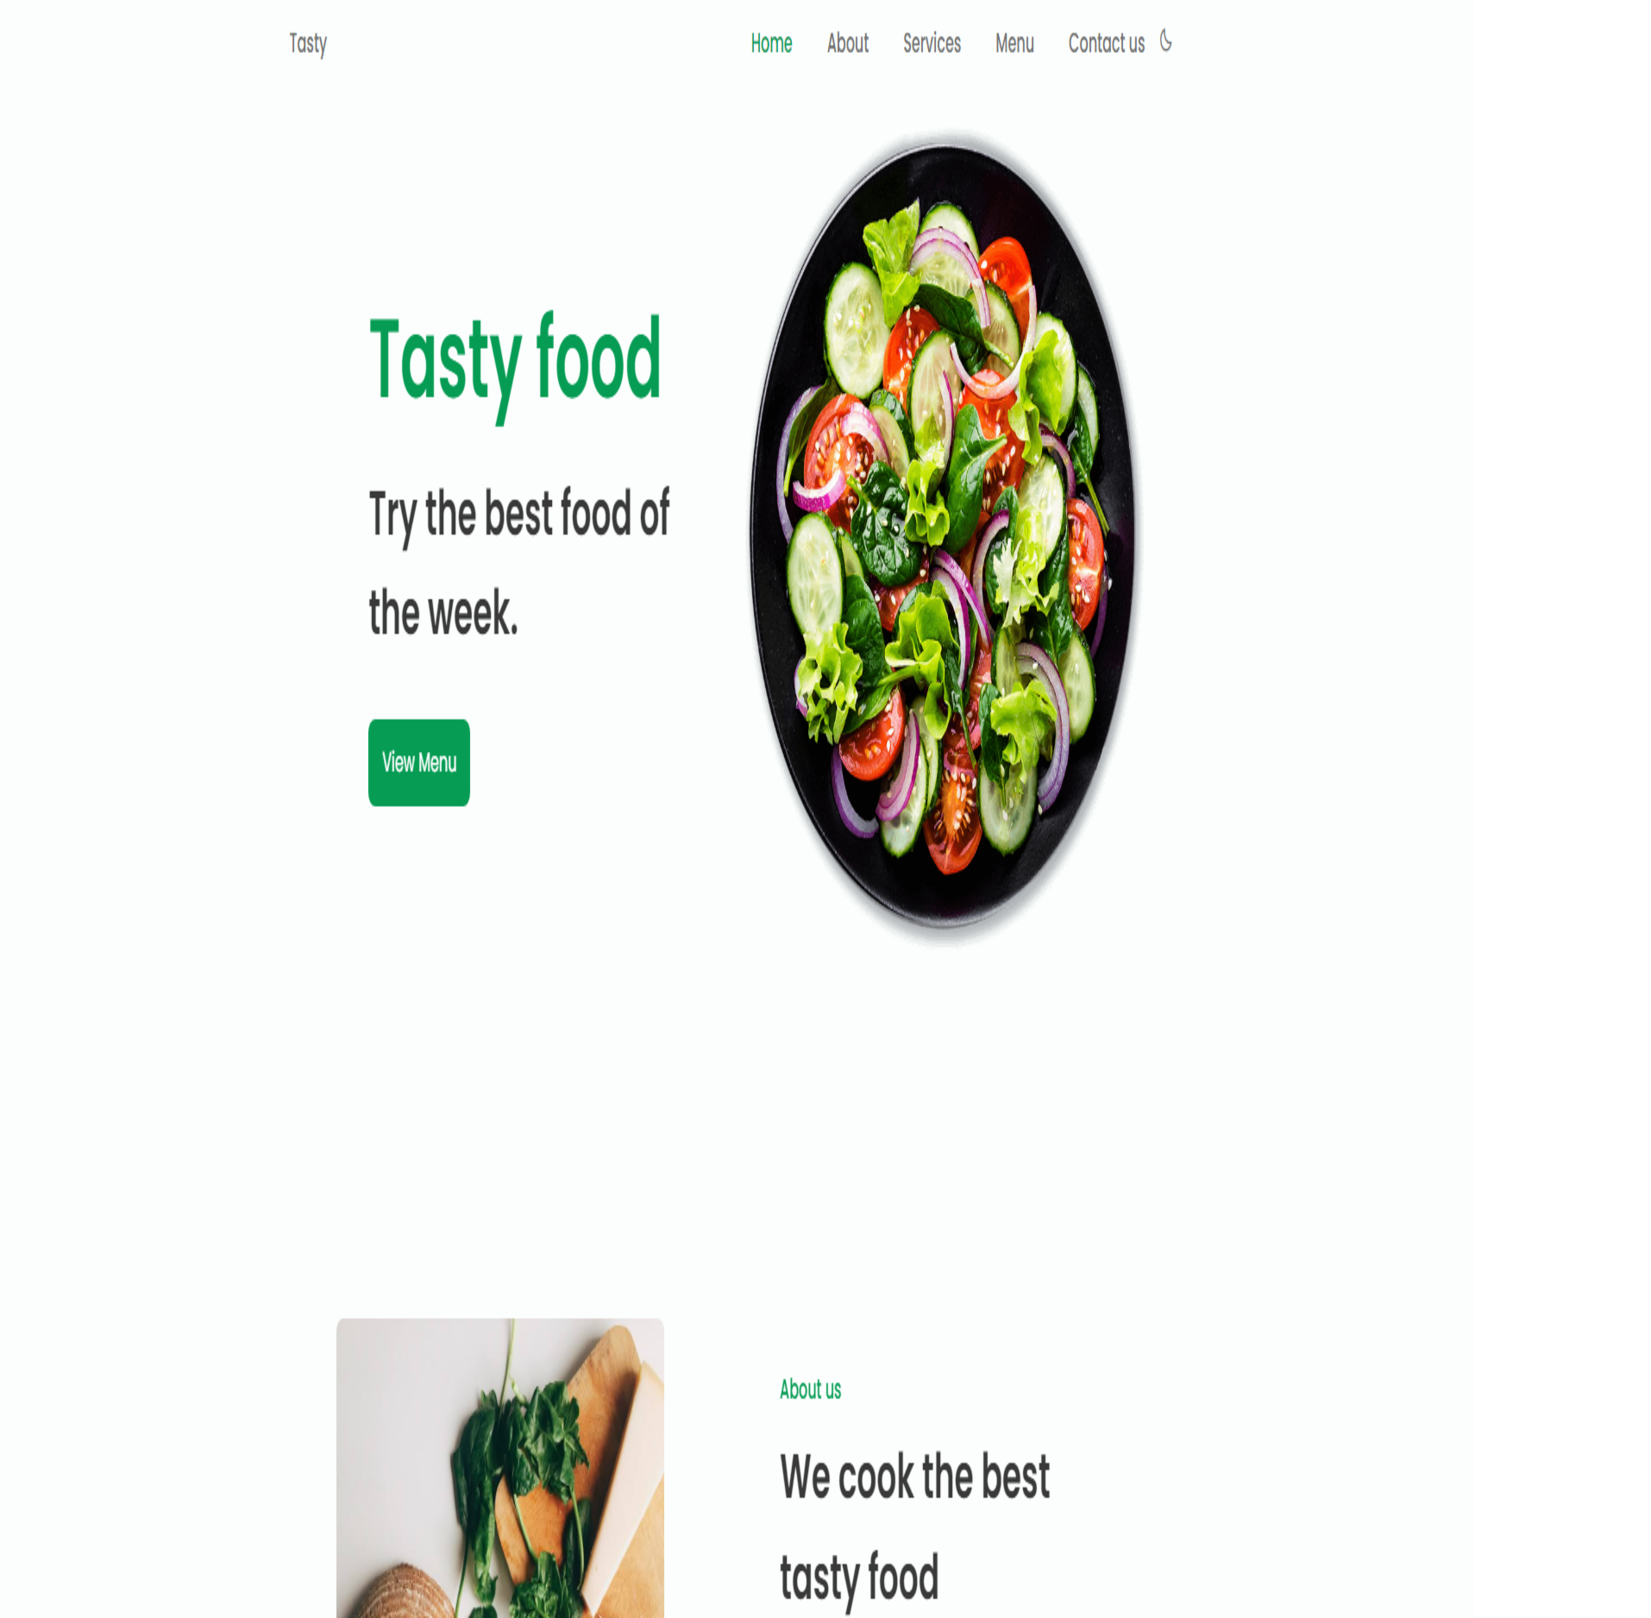 Tasty
Home About Services Menu Contact us
Tasty food
Try the best food of
the week.
View Menu
About us
We cook the best
tasty food